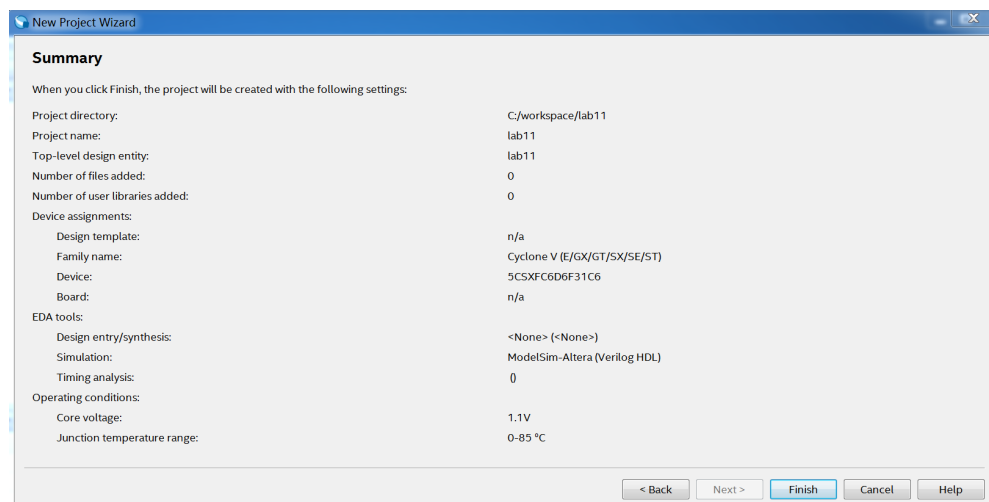 New Project Wizard
Summary
When you click Finish, the project will be created with the following settings:
Project directory: C:/workspace/lab11
Project name: lab11
Top-level design entity: lab11
Number of files added: 0
Number of user libraries added: 0
Device assignments:
Design template: n/a
Family name: Cyclone V (E/GX/GT/SX/SE/ST)
Device: 5CSXFC6D6F31C6
Board: n/a
EDA tools:
Design entry/synthesis: <None> (<None>)
Simulation: ModelSim-Altera (Verilog HDL)
Timing analysis: ()
Operating conditions:
Core voltage: 1.1V
Junction temperature range: 0-85 °C
< Back Next > Finish Cancel Help